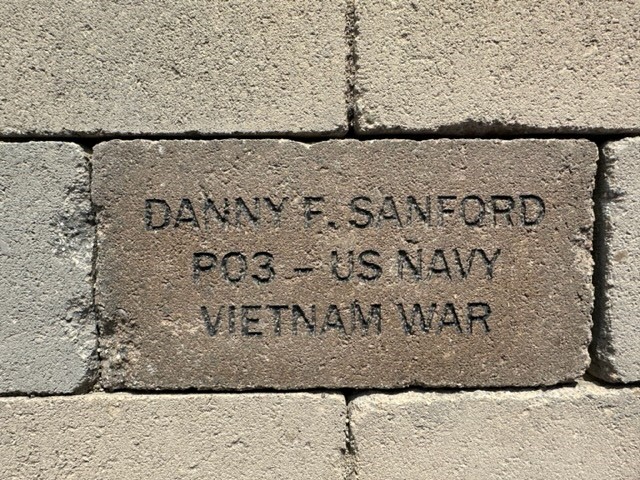 DANNY F. SANFORD
PO3 - US NAVY
VIETNAM WAR